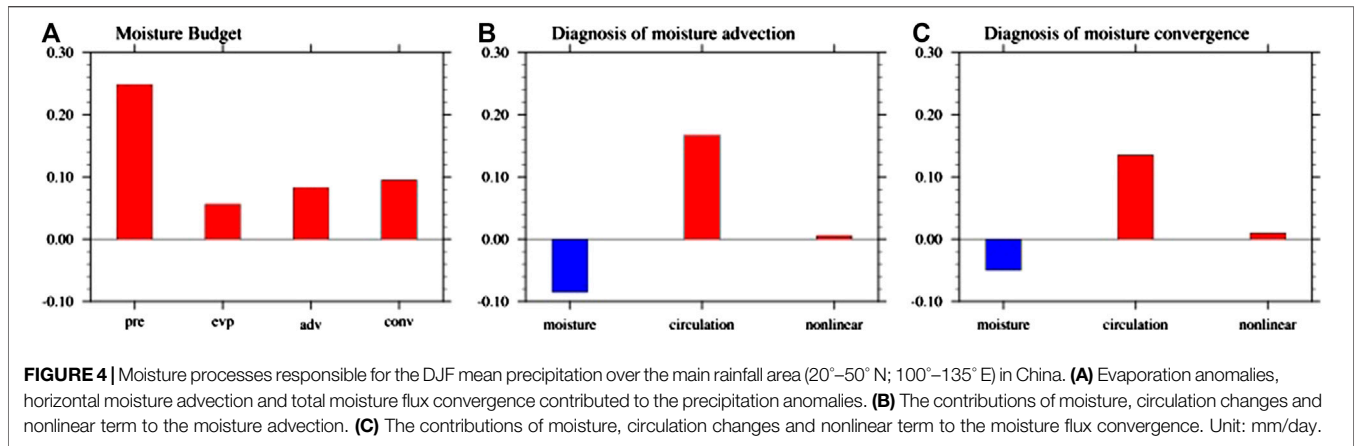 A Moisture Budget
0.30
0.20
0.10
0.00
-0.10
pre evp adv conv
B Diagnosis of moisture advection
0.30
0.20
0.10
0.00
-0.10
moisture circulation nonlinear
C Diagnosis of moisture convergence
0.30
0.20
0.10
0.00
-0.10
moisture circulation nonlinear
FIGURE 4 | Moisture processes responsible for the DJF mean precipitation over the main rainfall area (20°–50° N; 100°–135° E) in China. (A) Evaporation anomalies,
horizontal moisture advection and total moisture flux convergence contributed to the precipitation anomalies. (B) The contributions of moisture, circulation changes and
nonlinear term to the moisture advection. (C) The contributions of moisture, circulation changes and nonlinear term to the moisture flux convergence. Unit: mm/day.